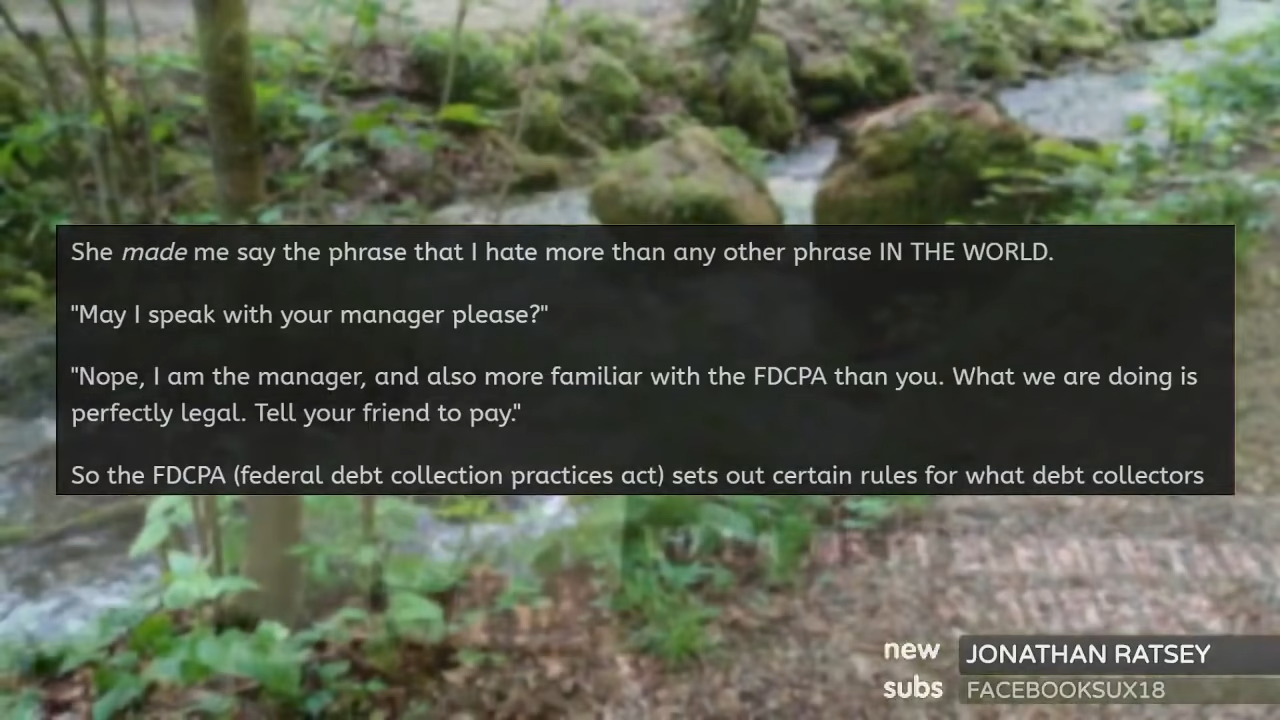 She made me say the phrase that I hate more than any other phrase IN THE WORLD.
"May I speak with your manager please?"
"Nope, I am the manager, and also more familiar with the FDCPA than you. What we are doing is
perfectly legal. Tell your friend to pay."
So the FDCPA (federal debt collection practices act) sets out certain rules for what debt collectors
new JONATHAN RATSEY
subs FACEBOOKSUX18